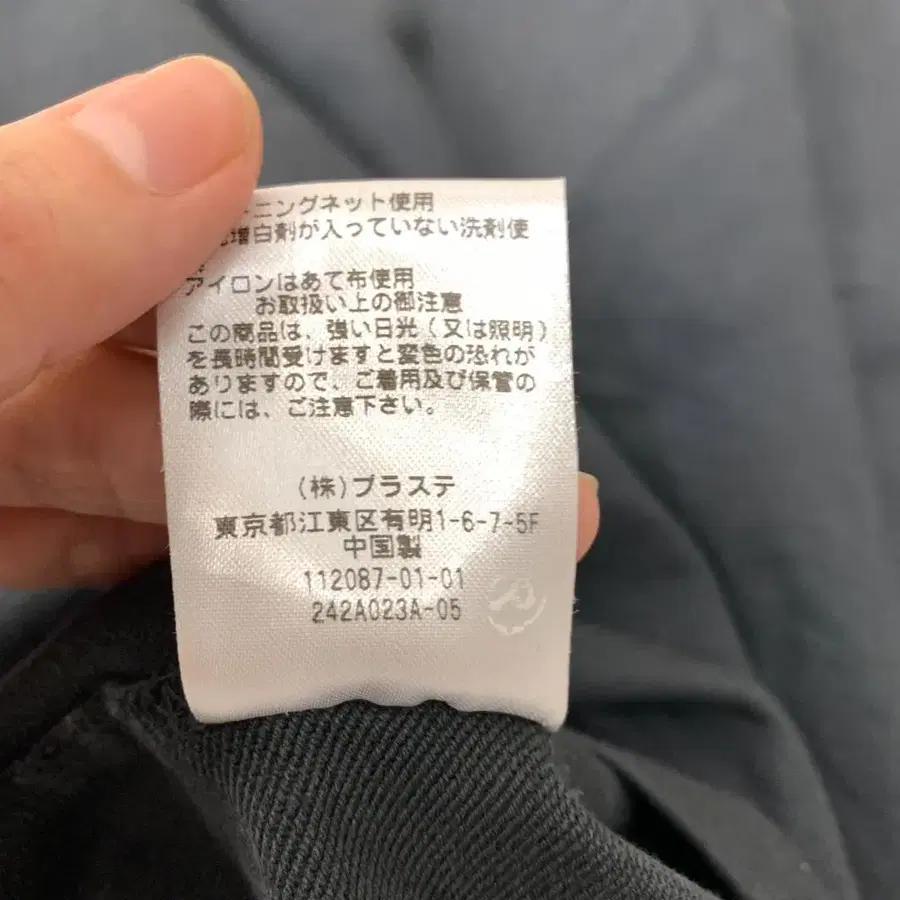 ニングネット使用
増白剤が入っていない洗剤使
アイロンはあて布使用
お取扱い上の御注意
この商品は、強い日光(又は照明)
を長時間受けますと変色の恐れが
ありますので、ご着用及び保管の
際には、ご注意下さい。
(株)プラステ
東京都江東区有明1-6-7-5F
中国製
112087-01-01
242A023A-05